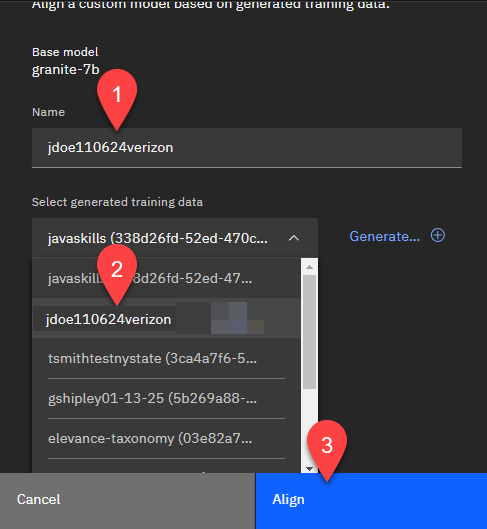 Align a custom model based on generated training data.
Base model
granite-7b
1
Name
jdoe110624verizon
Select generated training data
javaskills (338d26fd-52ed-470c...
Generate...
2
javaskills 8d26fd-52ed-47...
jdoe110624verizon
tsmithtestnystate (3ca4a7f6-5...
gshipley01-13-25 (5b269a88-...
elevance-taxonomy (03e82a7...
3
Cancel
Align